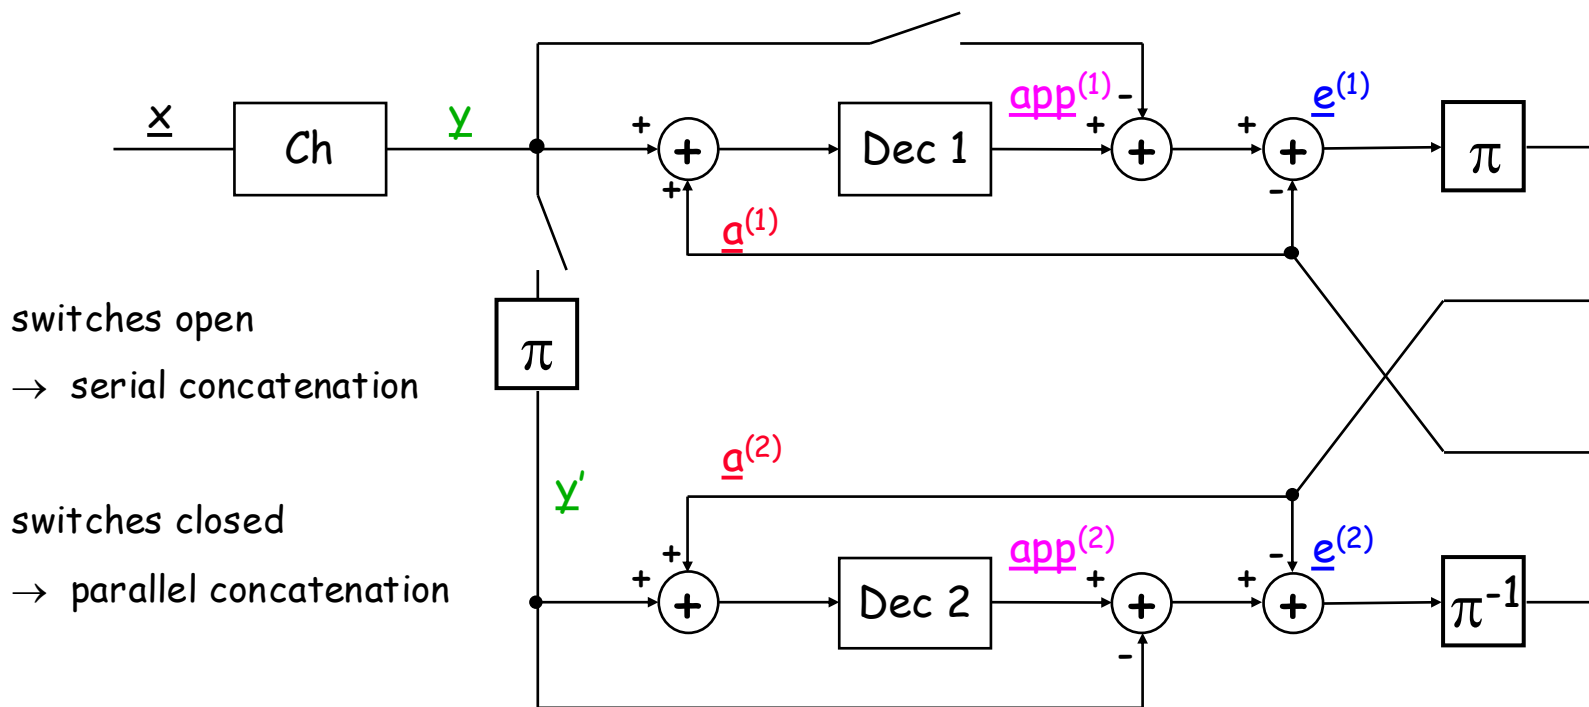 x
Ch
y
+
+
+
a(1)
Dec 1
app(1)
-
+
+
+
+
-
e(1)
π
switches open
→ serial concatenation
π
switches closed
→ parallel concatenation
y'
a(2)
+
+
+
Dec 2
app(2)
+
+
-
-
+
+
e(2)
π-1